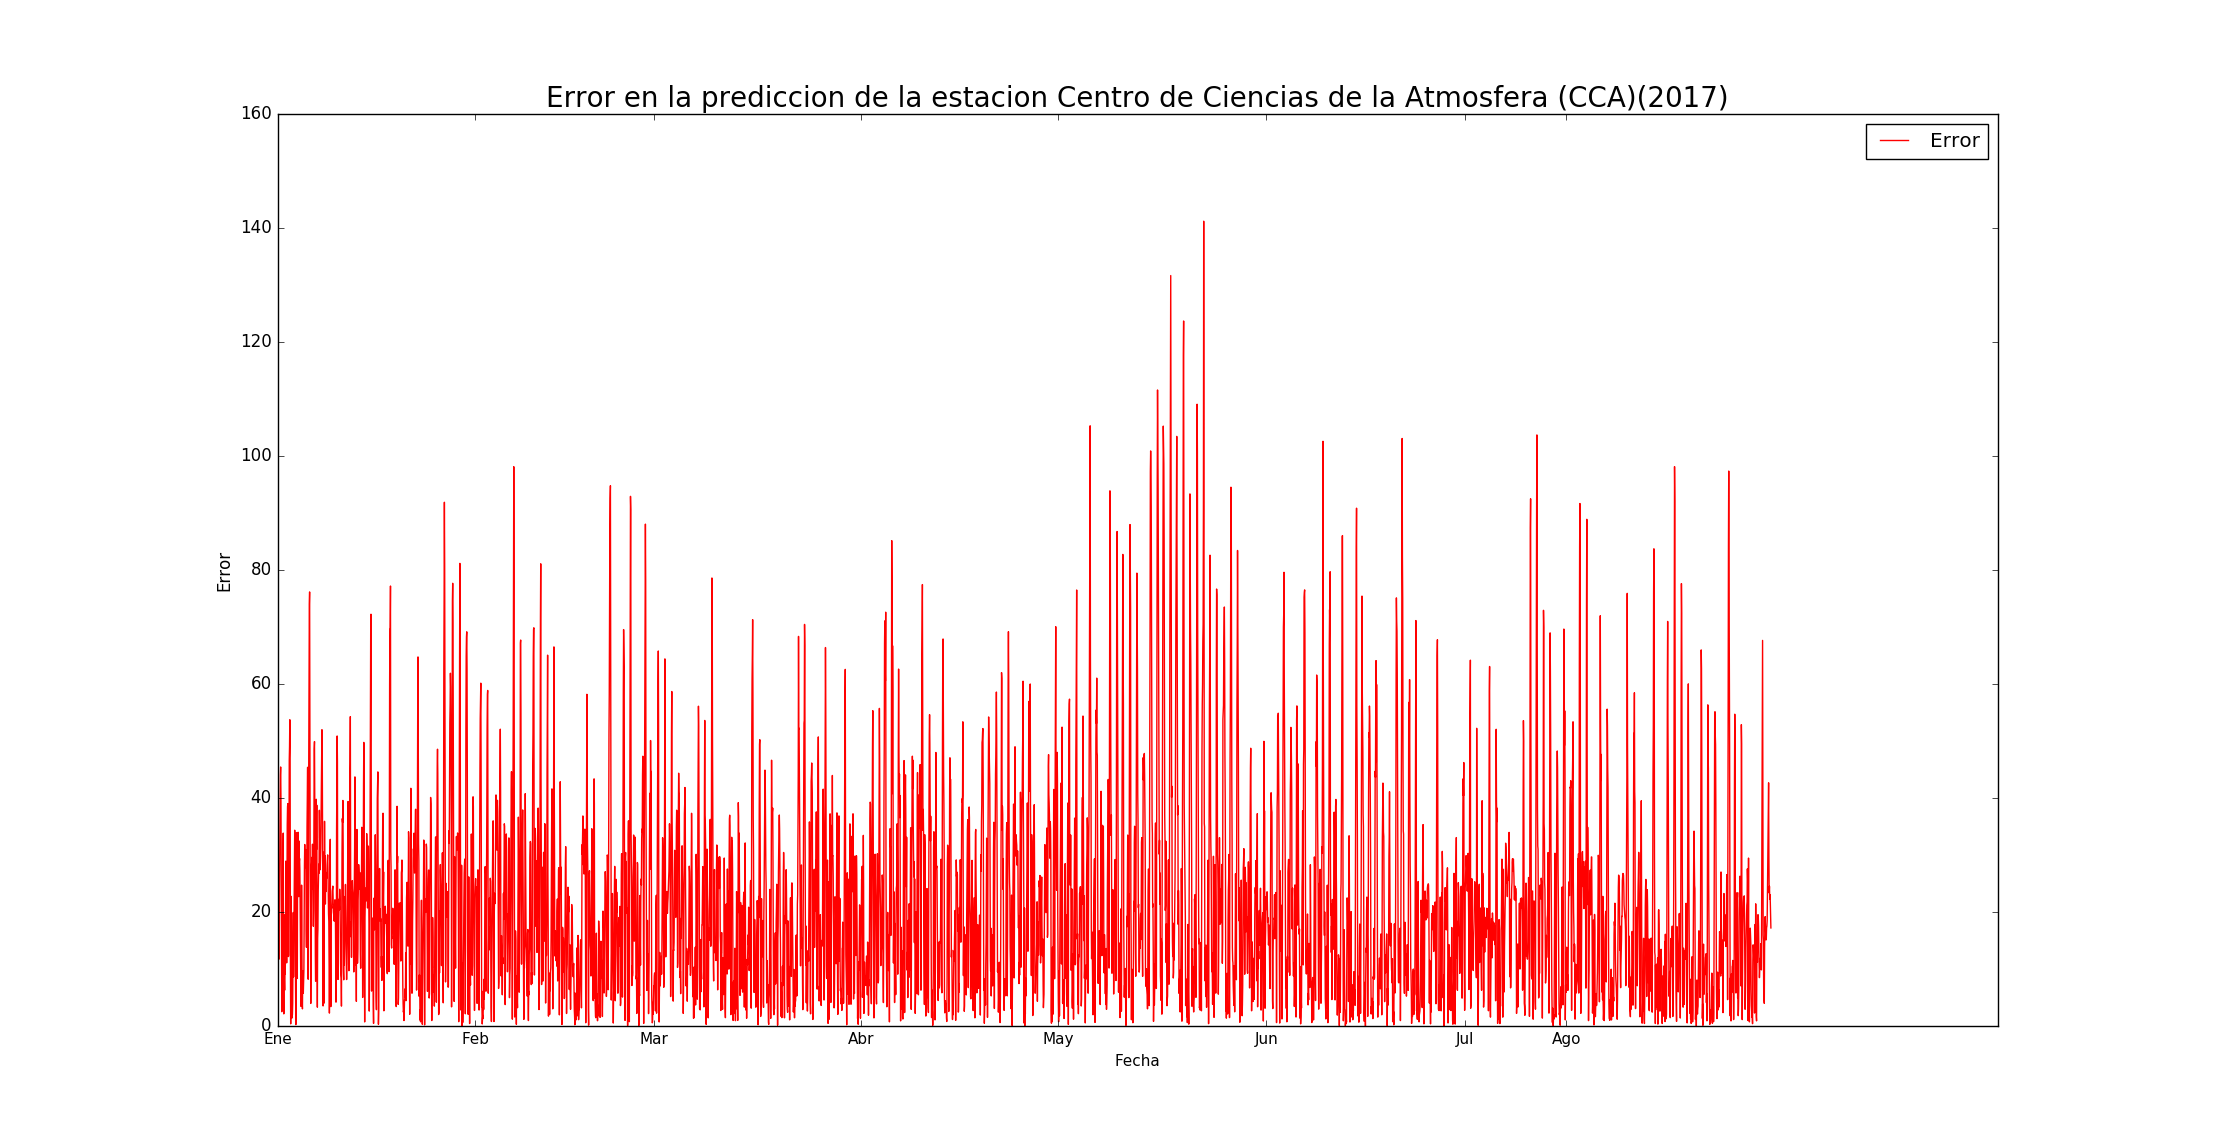 Error en la prediccion de la estacion Centro de Ciencias de la Atmosfera (CCA)(2017)
Error
160
140
120
100
80
60
40
20
0
Error
Ene Feb Mar Abr May Jun Jul Ago
Fecha